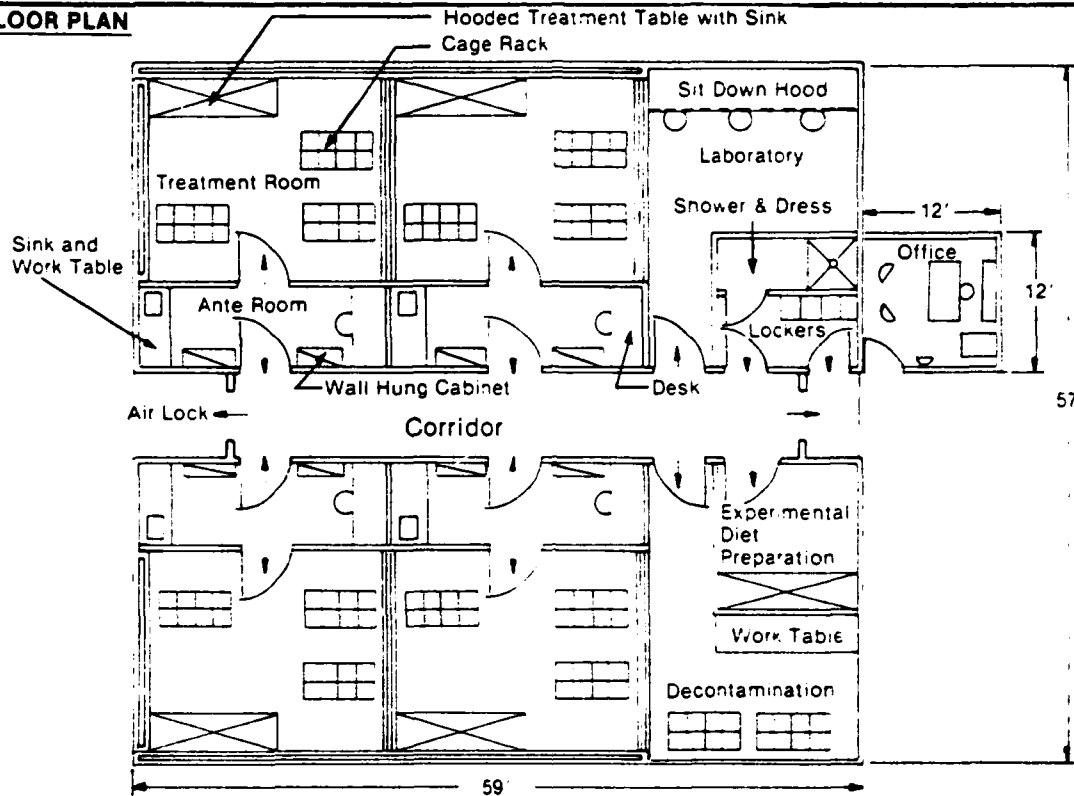 LOOR PLAN
Hooded Treatment Table with Sink
Cage Rack
Sit Down Hood
Laboratory
Treatment Room
Shower & Dress
12'
Sink and
Work Table
Office
12'
Ante Room
Lockers
Wall Hung Cabinet
Desk
57
Air Lock
Corridor
Experimental
Diet
Preparation
Work Table
Decontamination
59'